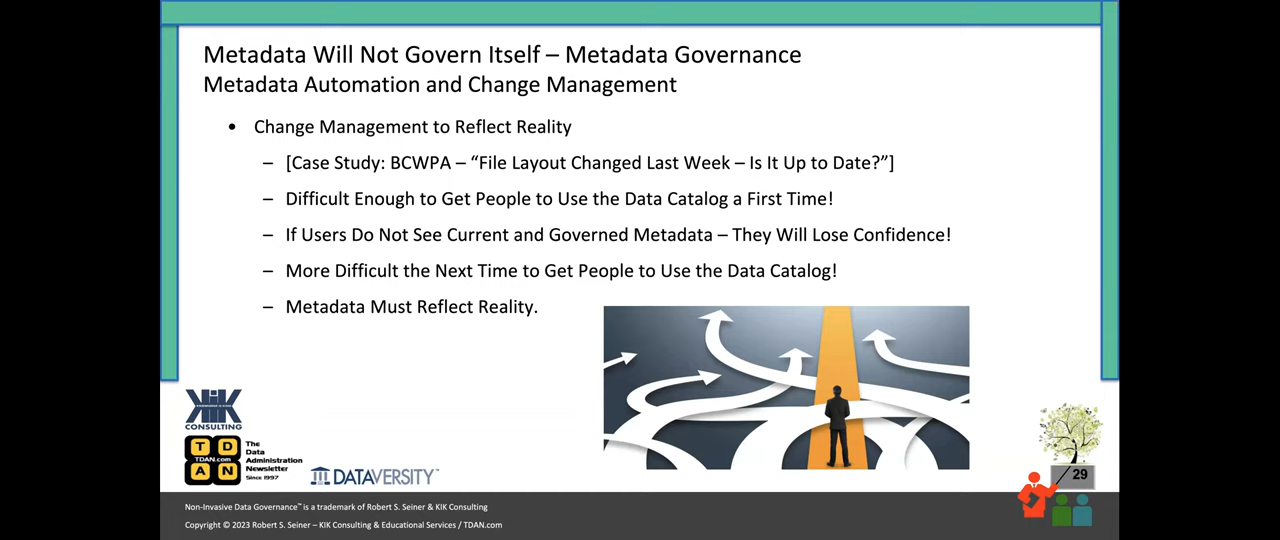 Metadata Will Not Govern Itself – Metadata Governance
Metadata Automation and Change Management
• Change Management to Reflect Reality
– [Case Study: BCWPA – “File Layout Changed Last Week – Is It Up to Date?”]
– Difficult Enough to Get People to Use the Data Catalog a First Time!
– If Users Do Not See Current and Governed Metadata – They Will Lose Confidence!
– More Difficult the Next Time to Get People to Use the Data Catalog!
– Metadata Must Reflect Reality.
KIK
CONSULTING
T D
TDAN.com
A N
The
Data
Administration
Newsletter
Since 1997
DATAVERSITY™
29
Non-Invasive Data Governance™ is a trademark of Robert S. Seiner & KIK Consulting
Copyright © 2023 Robert S. Seiner – KIK Consulting & Educational Services / TDAN.com